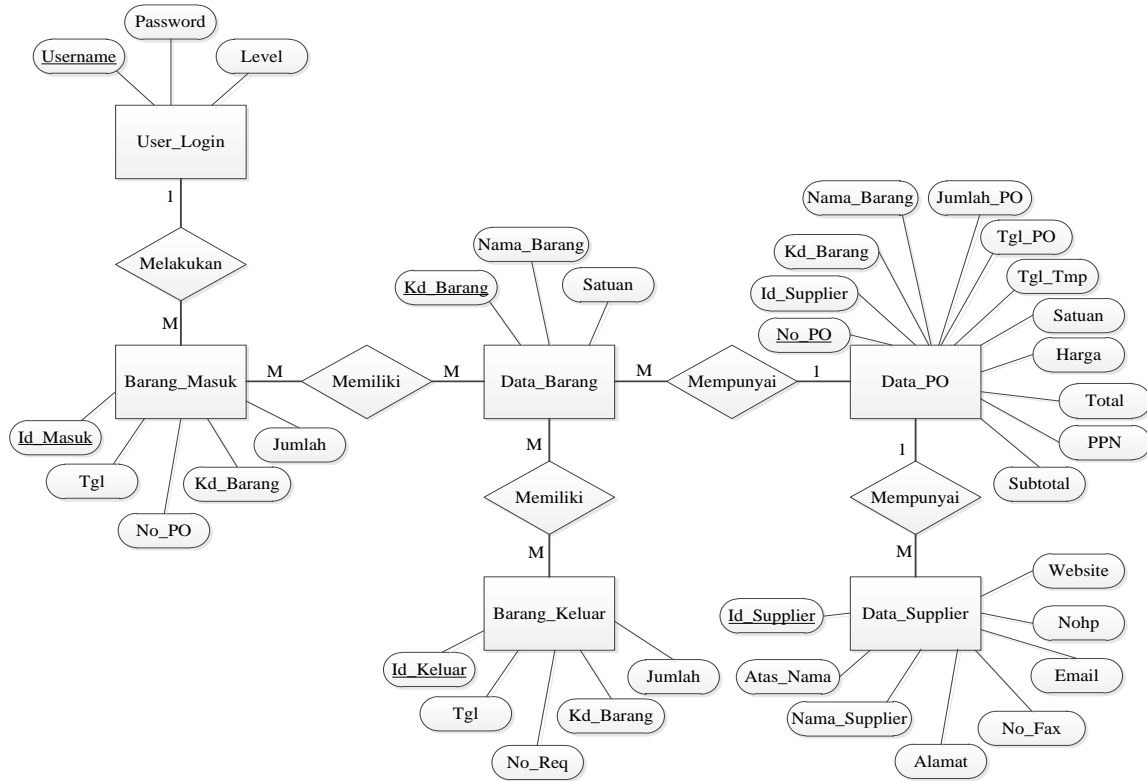 Password
Username
Level
User_Login
1
Melakukan
M
Nama_Barang
Jumlah_PO
Kd_Barang
Tgl_PO
Id_Supplier
Tgl_Tmp
No_PO
Satuan
Harga
Total
PPN
Subtotal
Nama_Barang
Kd_Barang
Satuan
Barang_Masuk
M
Memiliki
M
Data_Barang
M
Mempunyai
1
Data_PO
Id_Masuk
Tgl
No_PO
Kd_Barang
Jumlah
M
Memiliki
M
1
Mempunyai
M
Barang_Keluar
Id_Keluar
Tgl
No_Req
Kd_Barang
Jumlah
Data_Supplier
Id_Supplier
Atas_Nama
Nama_Supplier
Alamat
No_Fax
Email
Nohp
Website